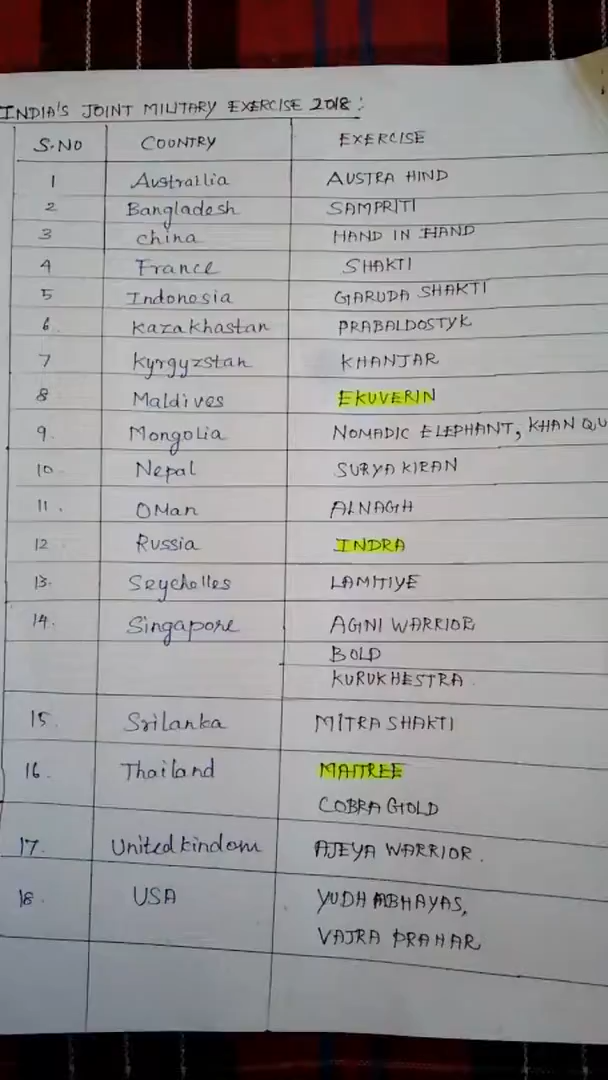 INDIA'S JOINT MILITARY EXERCISE 2018:
S.NO COUNTRY EXERCISE
1 Austrailia AUSTRA HIND
2 Bangladesh SAMPRITI
3 china HAND IN HAND
4 France SHAKTI
5 Indonesia GARUDA SHAKTI
6. Kazakhastan PRABALDOSTYK
7 Kyrgyzstan KHANJAR
8 Maldives EKUVERIN
9. Mongolia NOMADIC ELEPHANT, KHAN QU
10 Nepal SURYA KIRAN
11. OMan ALNAGH
12 Russia INDRA
13. Seychelles LAMITIYE
14. Singapore AGNI WARRIOR
BOLD
KURUKHESTRA.
15. Srilanka MITRA SHAKTI
16. Thailand MAITREE
COBRA GOLD
17. United kindom AJEYA WARRIOR.
18. USA YUDH ABHAYAS,
VAJRA PRAHAR